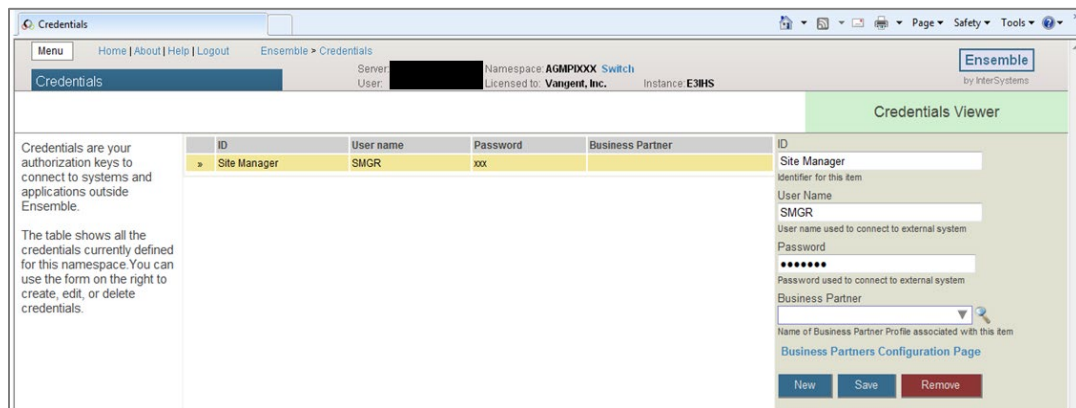 Credentials
Page Safety Tools
Menu Home | About | Help | Logout Ensemble > Credentials
Server: Namespace: AGMPIXXX Switch
Ensemble
Credentials User: Licensed to: Vangent, Inc. Instance: E3IHS by InterSystems
Credentials Viewer
Credentials are your
authorization keys to
connect to systems and
applications outside
Ensemble.
The table shows all the
credentials currently defined
for this namespace.You can
use the form on the right to
create, edit, or delete
credentials.
ID User name Password Business Partner
» Site Manager SMGR xxx
ID
Site Manager
Identifier for this item
User Name
SMGR
User name used to connect to external system
Password
•••••••
Password used to connect to external system
Business Partner
Name of Business Partner Profile associated with this item
Business Partners Configuration Page
New Save Remove